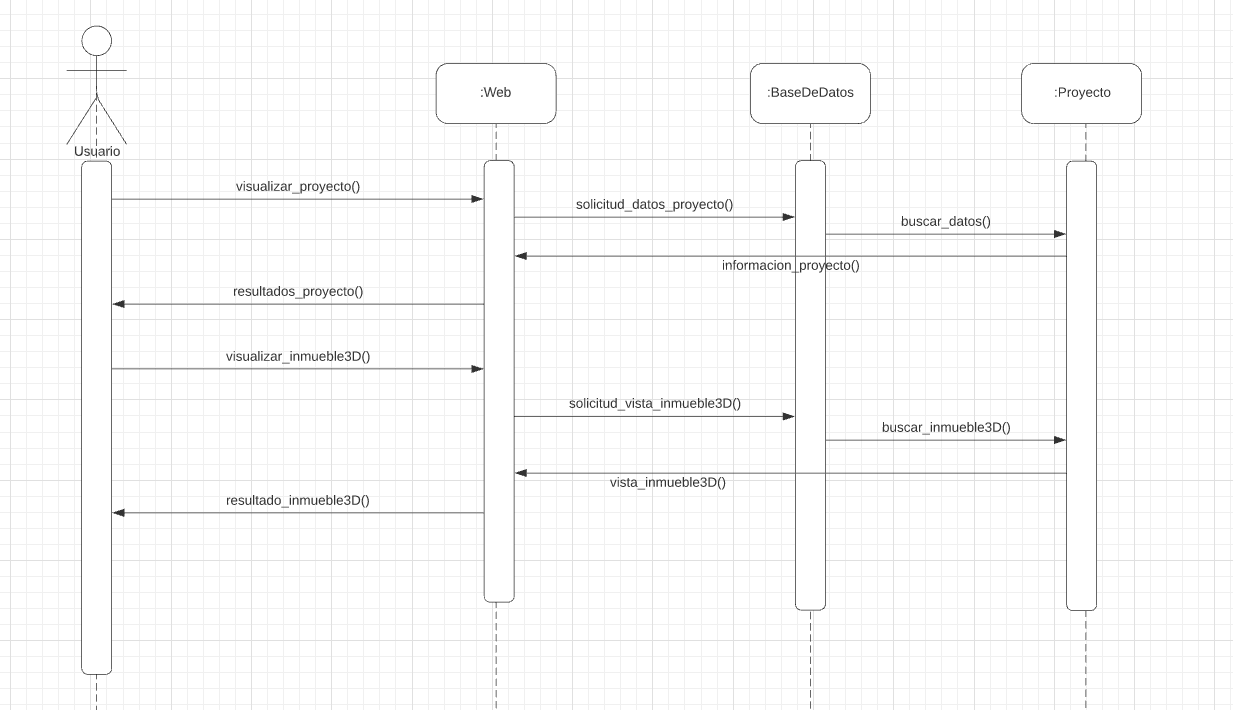 :Web
:BaseDeDatos
:Proyecto
Usuario
visualizar_proyecto()
solicitud_datos_proyecto()
buscar_datos()
informacion_proyecto()
resultados_proyecto()
visualizar_inmueble3D()
solicitud_vista_inmueble3D()
buscar_inmueble3D()
vista_inmueble3D()
resultado_inmueble3D()